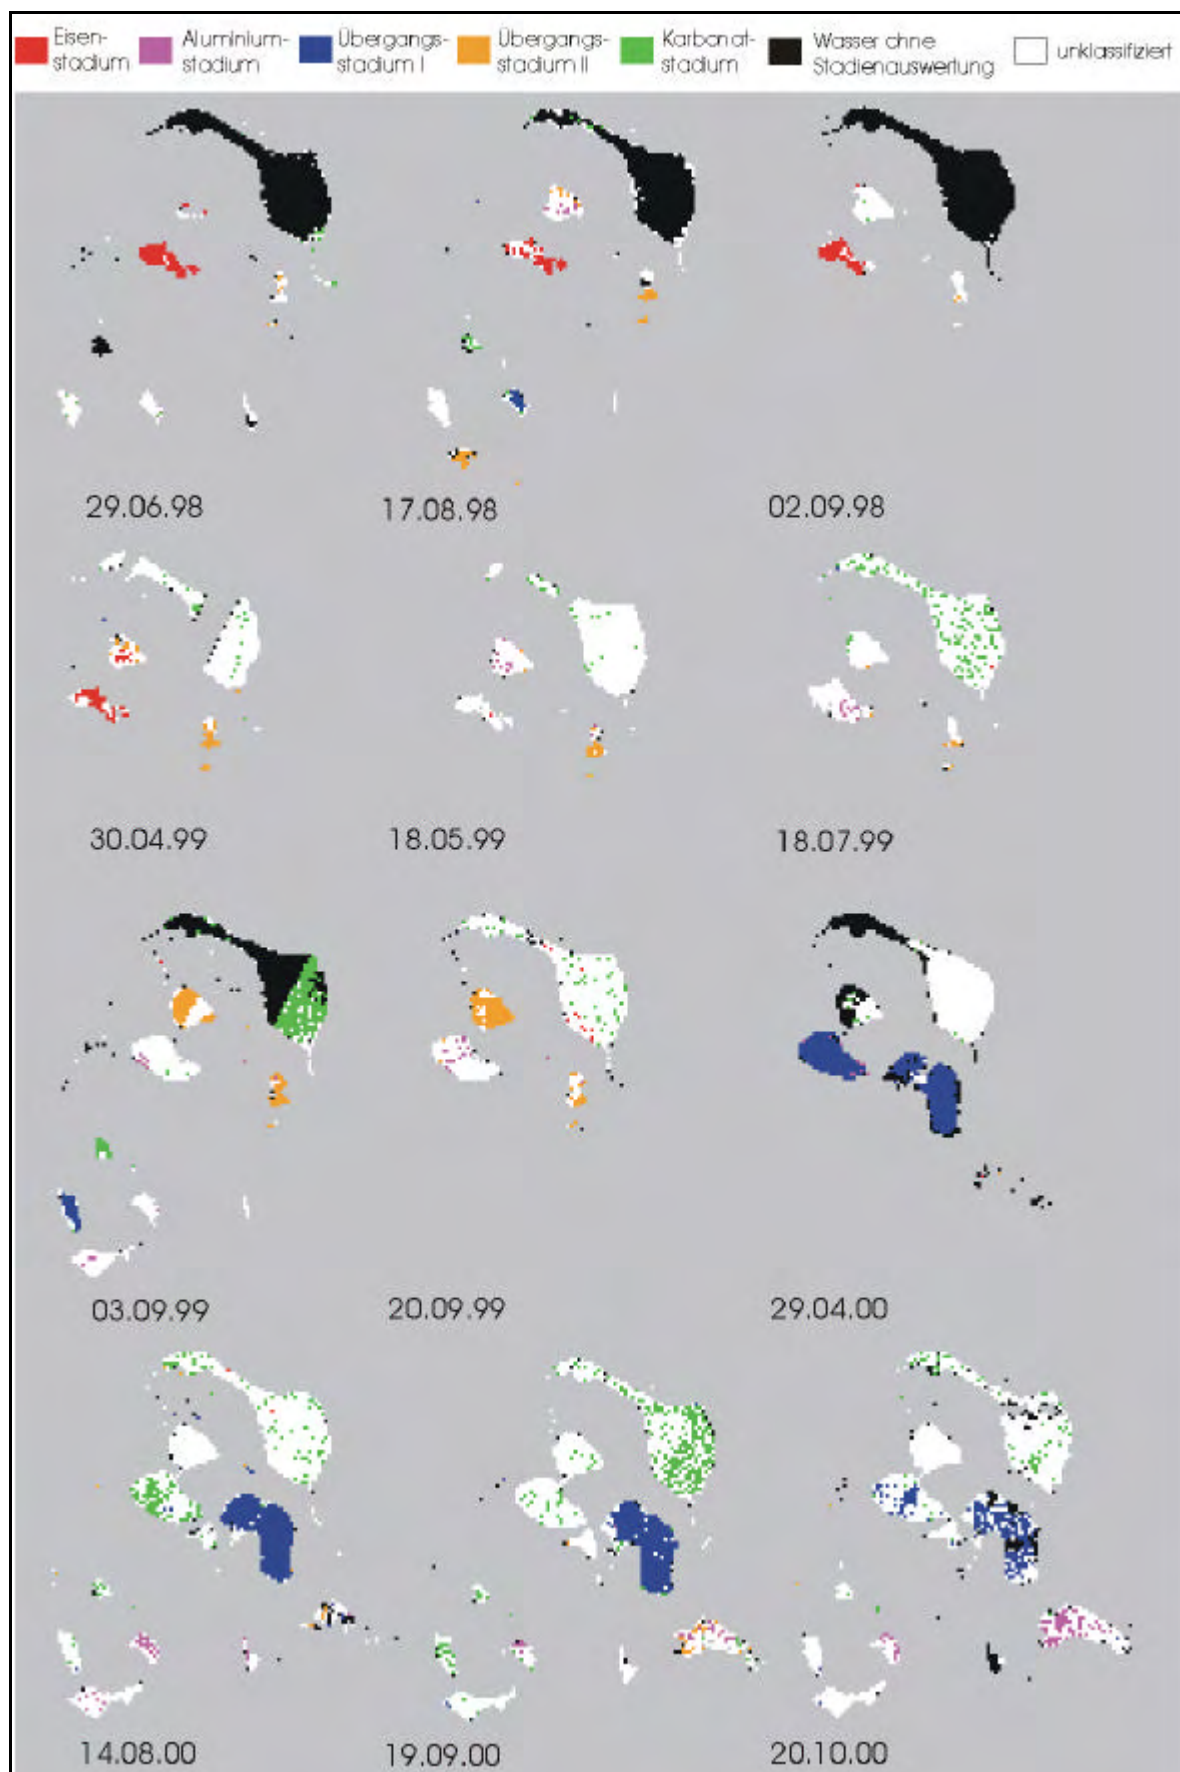 Eisen-
stadium
Aluminium-
stadium
Übergangs-
stadium I
Übergangs-
stadium II
Karbonat-
stadium
Wasser ohne
Stadienauswertung
unklassifiziert
29.06.98
17.08.98
02.09.98
30.04.99
18.05.99
18.07.99
03.09.99
20.09.99
29.04.00
14.08.00
19.09.00
20.10.00